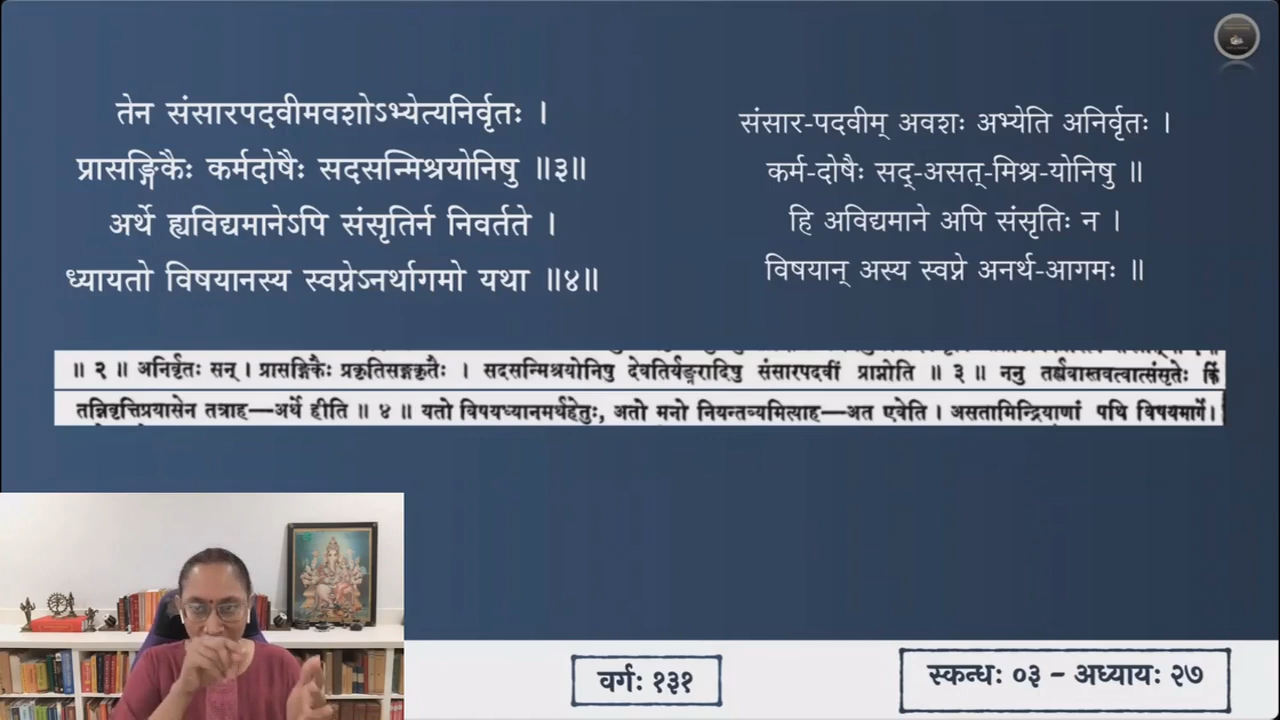 तेन संसारपदवीमवशोऽभ्येत्यनिर्वृतः ।
प्रासङ्गिकैः कर्मदोषैः सदसन्मिश्रयोनिषु ॥३॥
अर्थे ह्यविद्यमानेऽपि संसृतिर्न निवर्तते ।
ध्यायतो विषयानस्य स्वप्नेऽनर्थागमो यथा ॥४॥
संसार-पदवीम् अवशः अभ्येति अनिर्वृतः ।
कर्म-दोषैः सद्-असत्-मिश्र-योनिषु ॥
हि अविद्यमाने अपि संसृतिः न ।
विषयान् अस्य स्वप्ने अनर्थ-आगमः ॥
॥ २ ॥ अनिर्वृतः सन् । प्रासङ्गिकैः प्रकृतिसङ्गकृतैः । सदसन्मिश्रयोनिषु देवतिर्यङ्नरादिषु संसारपदवीं प्राप्नोति ॥ ३ ॥ ननु तर्ह्यवास्तवत्वात्संसृतेः किं
तन्निवृत्तिप्रयासेन तत्राह—अर्थे हीति ॥ ४ ॥ यतो विषयध्यानमर्थहेतुः, अतो मनो नियन्तव्यमित्याह—अत एवेति । असतामिन्द्रियाणां पथि विषयमार्गे।
वर्गः १३१
स्कन्धः ०३ - अध्यायः २७